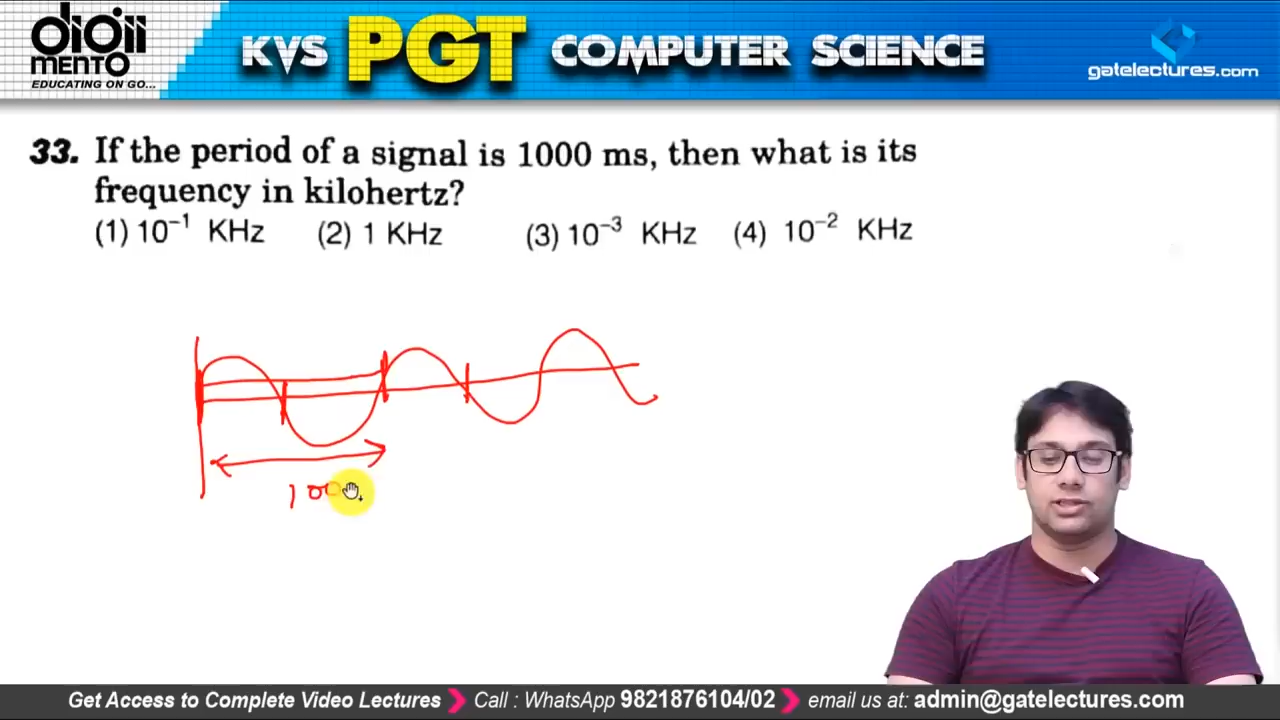 diğii
MENTO
EDUCATING ON GO...
KVS PGT COMPUTER SCIENCE
gatelectures.com
33. If the period of a signal is 1000 ms, then what is its
frequency in kilohertz?
(1) 10⁻¹ KHz (2) 1 KHz (3) 10⁻³ KHz (4) 10⁻² KHz
100
Get Access to Complete Video Lectures Call : WhatsApp 9821876104/02 email us at: admin@gatelectures.com